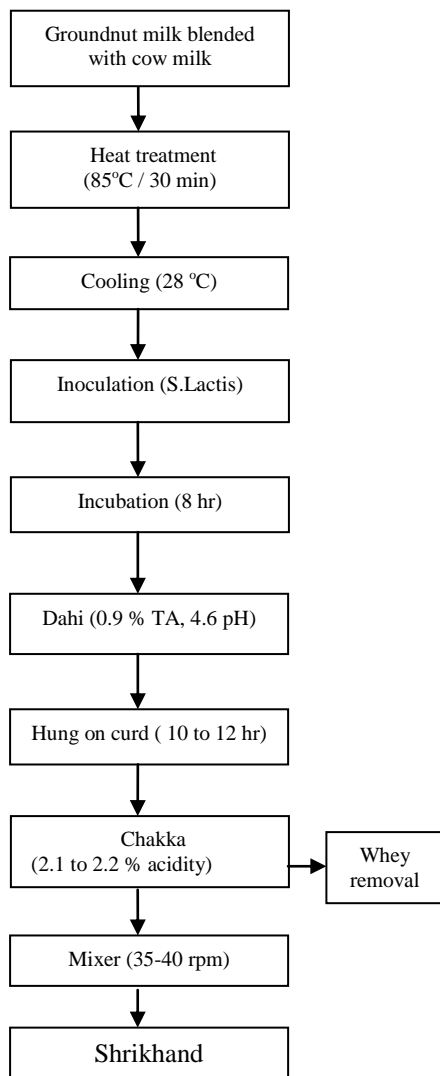 Groundnut milk blended
with cow milk
Heat treatment
(85°C / 30 min)
Cooling (28 °C)
Inoculation (S.Lactis)
Incubation (8 hr)
Dahi (0.9 % TA, 4.6 pH)
Hung on curd ( 10 to 12 hr)
Chakka
(2.1 to 2.2 % acidity)
Whey
removal
Mixer (35-40 rpm)
Shrikhand